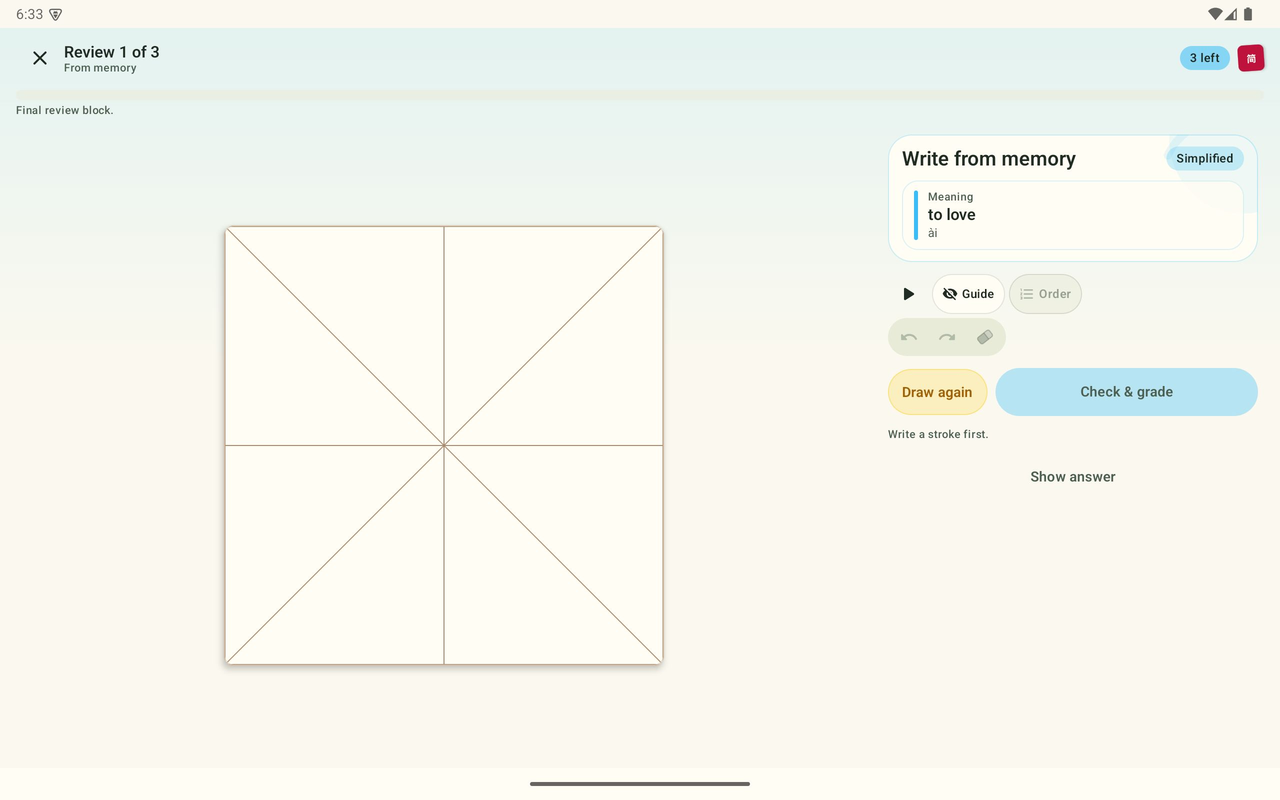 6:33
Review 1 of 3
From memory
3 left
简
Final review block.
Write from memory
Simplified
Meaning
to love
ài
Guide
Order
Draw again
Check & grade
Write a stroke first.
Show answer